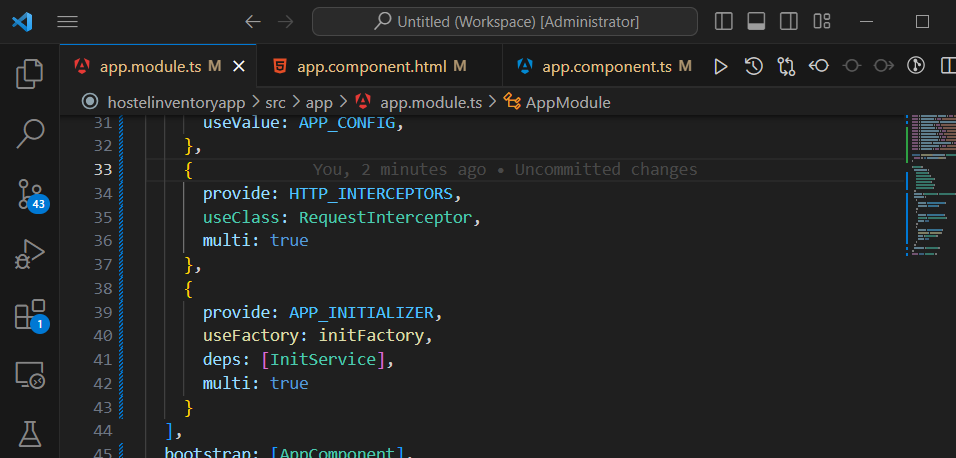 Untitled (Workspace) [Administrator]
app.module.ts M
app.component.html M
app.component.ts M
hostelinventoryapp > src > app > app.module.ts > AppModule
31 useValue: APP_CONFIG,
32 },
33 { You, 2 minutes ago • Uncommitted changes
34 provide: HTTP_INTERCEPTORS,
35 useClass: RequestInterceptor,
36 multi: true
37 },
38 {
39 provide: APP_INITIALIZER,
40 useFactory: initFactory,
41 deps: [InitService],
42 multi: true
43 }
44 ],
45 bootstrap: [AppComponent],
43
1